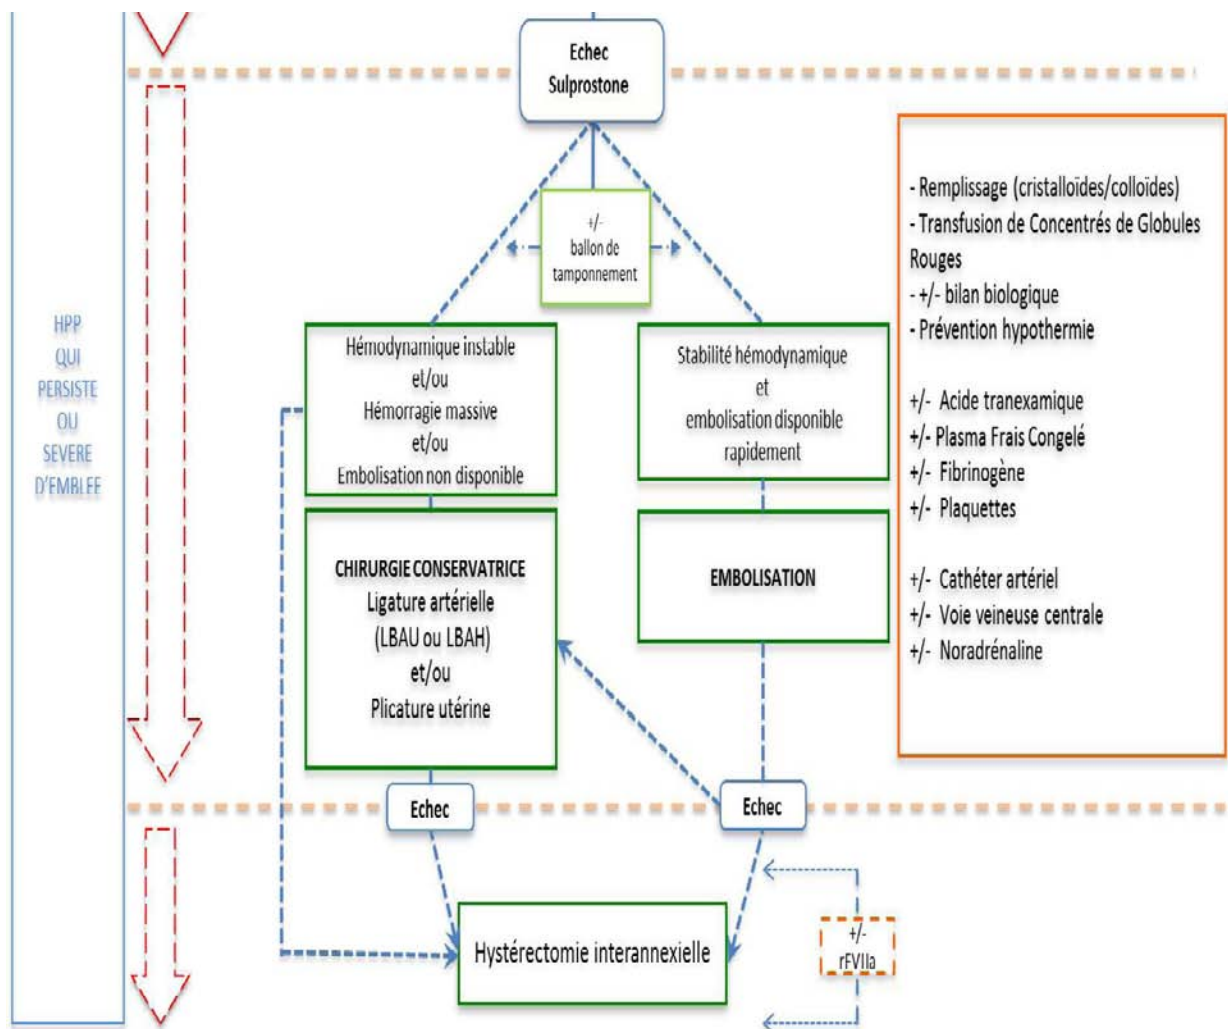 Echec
Sulprostone
+/-
ballon de
tamponnement
HPP
QUI
PERSISTE
OU
SEVERE
D'EMBLEE
Hémodynamique instable
et/ou
Hémorragie massive
et/ou
Embolisation non disponible
Stabilité hémodynamique
et
embolisation disponible
rapidement
CHIRURGIE CONSERVATRICE
Ligature artérielle
(LBAU ou LBAH)
et/ou
Plicature utérine
EMBOLISATION
- Remplissage (cristalloïdes/colloïdes)
- Transfusion de Concentrés de Globules
Rouges
- +/- bilan biologique
- Prévention hypothermie
+/- Acide tranexamique
+/- Plasma Frais Congelé
+/- Fibrinogène
+/- Plaquettes
+/- Cathéter artériel
+/- Voie veineuse centrale
+/- Noradrénaline
Echec
Echec
Hystérectomie interannexielle
+/-
rFVIIa